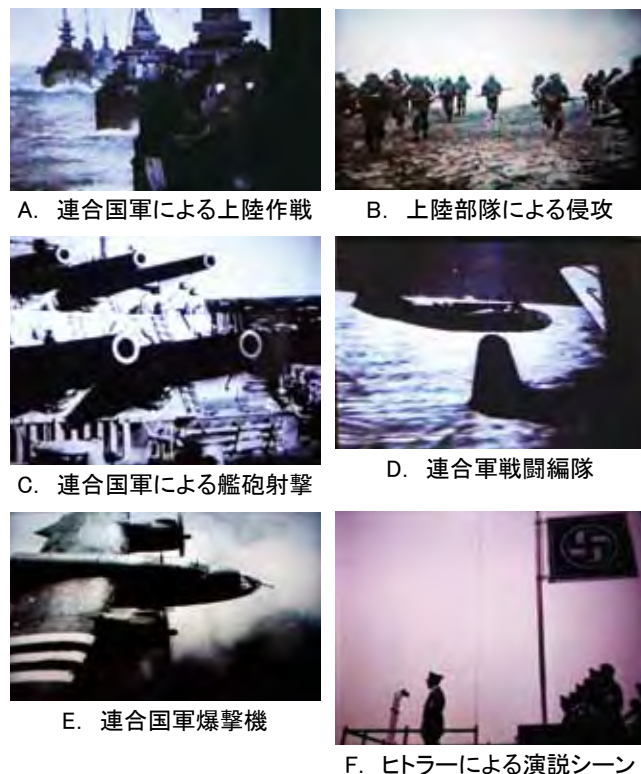 A. 連合国軍による上陸作戦
B. 上陸部隊による侵攻
C. 連合国軍による艦砲射撃
D. 連合軍戦闘編隊
E. 連合国軍爆撃機
F. ヒトラーによる演説シーン